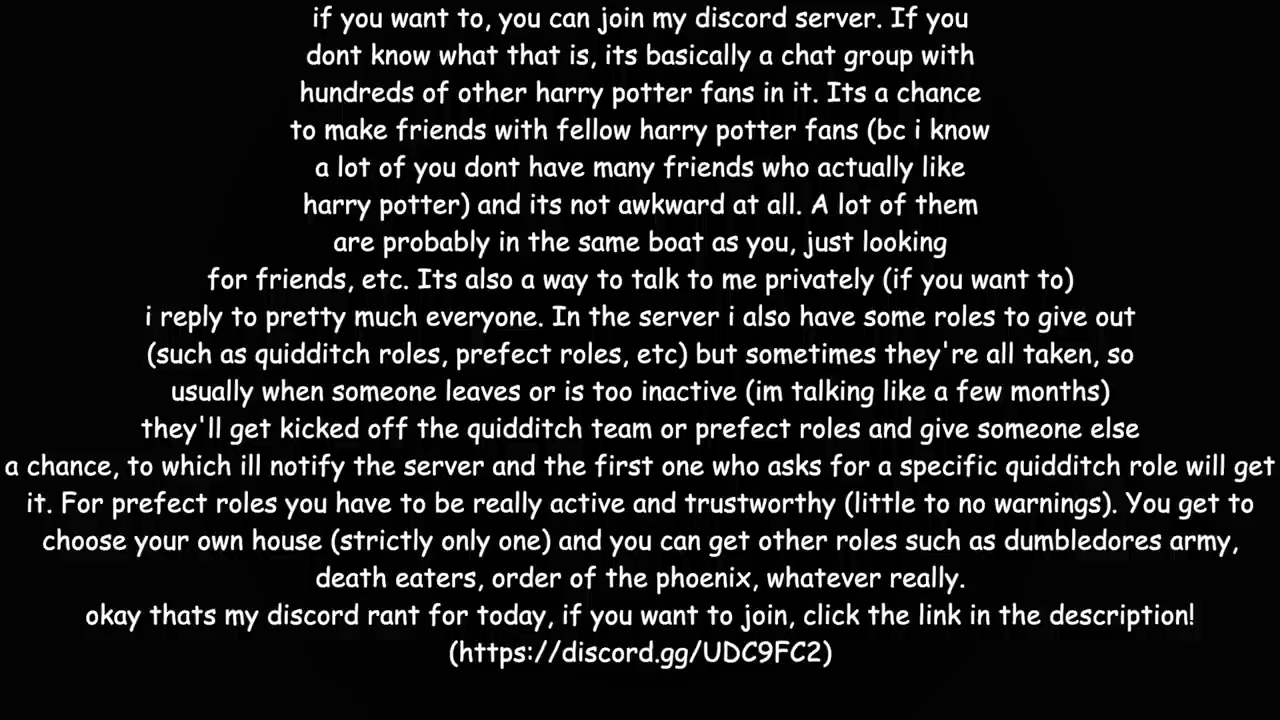 if you want to, you can join my discord server. If you
dont know what that is, its basically a chat group with
hundreds of other harry potter fans in it. Its a chance
to make friends with fellow harry potter fans (bc i know
a lot of you dont have many friends who actually like
harry potter) and its not awkward at all. A lot of them
are probably in the same boat as you, just looking
for friends, etc. Its also a way to talk to me privately (if you want to)
i reply to pretty much everyone. In the server i also have some roles to give out
(such as quidditch roles, prefect roles, etc) but sometimes they're all taken, so
usually when someone leaves or is too inactive (im talking like a few months)
they'll get kicked off the quidditch team or prefect roles and give someone else
a chance, to which ill notify the server and the first one who asks for a specific quidditch role will get
it. For prefect roles you have to be really active and trustworthy (little to no warnings). You get to
choose your own house (strictly only one) and you can get other roles such as dumbledores army,
death eaters, order of the phoenix, whatever really.
okay thats my discord rant for today, if you want to join, click the link in the description!
(https://discord.gg/UDC9FC2)